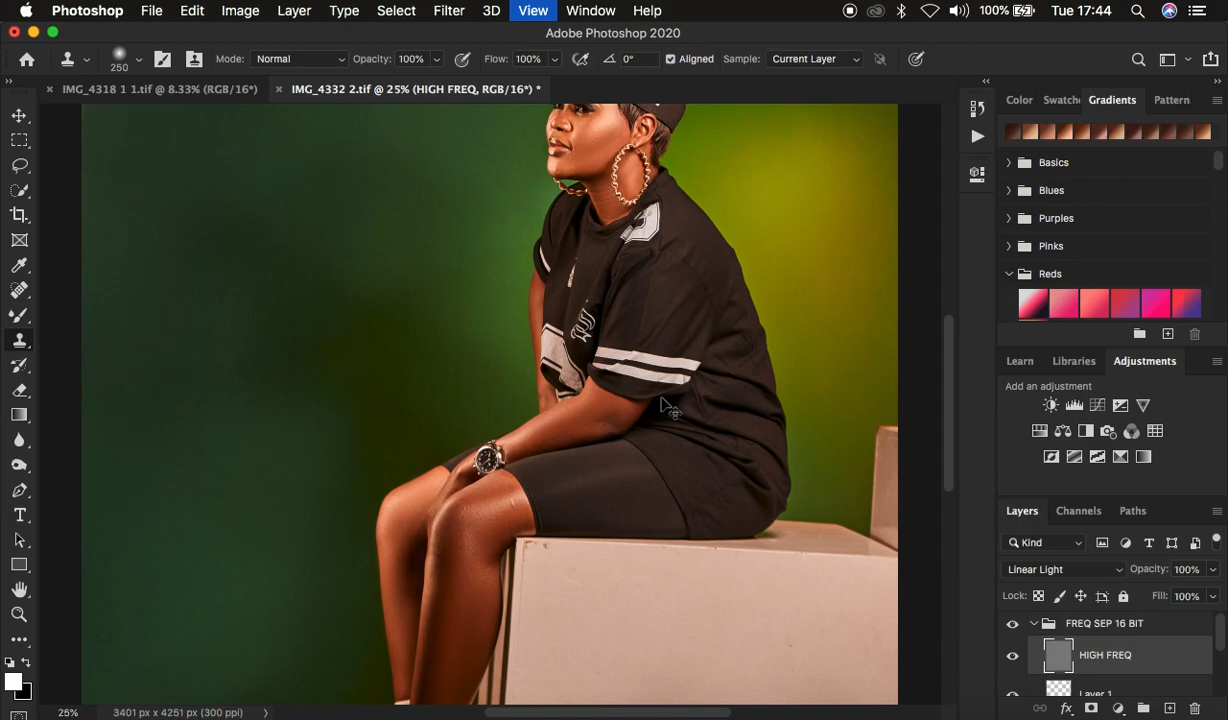 Photoshop File Edit Image Layer Type Select Filter 3D View Window Help 100% Tue 17:44
Adobe Photoshop 2020
250 Mode: Normal Opacity: 100% Flow: 100% 0° Aligned Sample: Current Layer
IMG_4318 1 1.tif @ 8.33% (RGB/16*) IMG_4332 2.tif @ 25% (HIGH FREQ, RGB/16*) *
Color Swatche Gradients Pattern
Basics
Blues
Purples
Pinks
Reds
Learn Libraries Adjustments
Add an adjustment
Layers Channels Paths
Kind
Linear Light Opacity: 100%
Lock: Fill: 100%
FREQ SEP 16 BIT
HIGH FREQ
Layer 1
25% 3401 px x 4251 px (300 ppi)